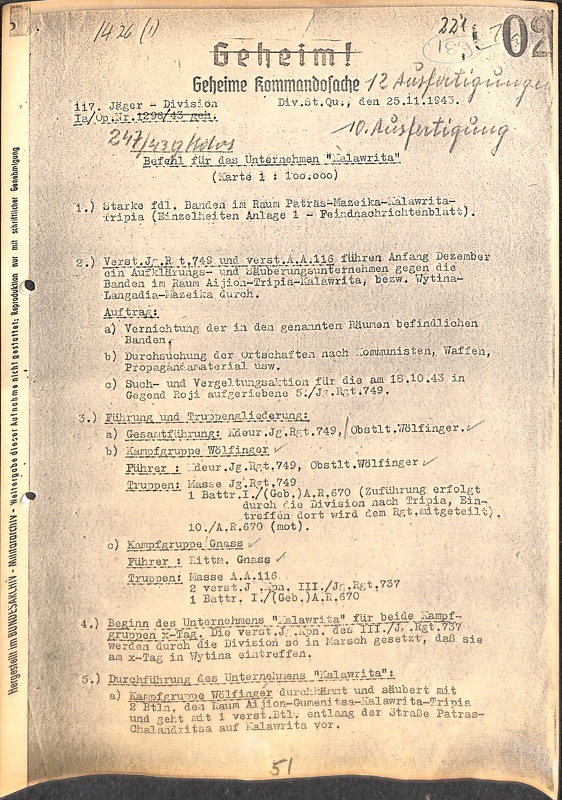 1426 (1)
221
02
Geheim!
Geheime Kommandosache 12 Ausfertigungen
117. Jäger - Division Div.St.Qu., den 25.11.1943.
Ia/Op.Nr.1296/43 geh.
10. Ausfertigung
Befehl für das Unternehmen "Kalawrita"
(Karte 1 : 100.000)
1.) Starke fdl. Banden im Raum Patras-Mazeika-Kalawrita-
Tripia (Einzelheiten Anlage 1 - Feindnachrichtenblatt).
2.) Verst.Jg.Rgt.749 und verst.A.A.116 führen Anfang Dezember
ein Aufklärungs- und Säuberungsunternehmen gegen die
Banden im Raum Aijion-Tripia-Kalawrita, bezw. Wytina-
Langadia-Mazeika durch.
Auftrag:
a) Vernichtung der in den genannten Räumen befindlichen
Banden,
b) Durchsuchung der Ortschaften nach Kommunisten, Waffen,
Propagandamaterial usw.
c) Such- und Vergeltungsaktion für die am 18.10.43 in
Gegend Roji aufgeriebene 5./Jg.Rgt.749.
3.) Führung und Truppengliederung:
a) Gesamtführung: Kdeur.Jg.Rgt.749, Obstlt.Wölfinger.
b) Kampfgruppe Wölfinger
Führer : Kdeur.Jg.Rgt.749, Obstlt.Wölfinger
Truppen: Masse Jg.Rgt.749
1 Battr.I./(Geb.)A.R.670 (Zuführung erfolgt
durch die Division nach Tripia, Ein-
treffen dort wird dem Rgt.mitgeteilt).
10./A.R.670 (mot).
c) Kampfgruppe Gnass
Führer : Rittm. Gnass
Truppen: Masse A.A.116
2 verst.J .Kpn. III./Jg.Rgt.737
1 Battr. I./(Geb.)A.R.670
4.) Beginn des Unternehmens "Kalawrita" für beide Kampf-
gruppen x-Tag. Die verst.Jg.Kpn. des III./Jg.Rgt.737
werden durch die Division so in Marsch gesetzt, daß sie
am x-Tag in Wytina eintreffen.
5.) Durchführung des Unternehmens "Kalawrita":
a) Kampfgruppe Wölfinger durchkämmt und säubert mit
2 Btln. den Raum Aijion-Gumenitsa-Kalawrita-Tripia
und geht mit 1 verst.Btl. entlang der Straße Patras-
Chalandritsa auf Kalawrita vor.
51
Hergestellt im BUNDESARCHIV - Militärarchiv - Weitergabe dieser Aufnahme nicht gestattet. Reproduktion nur mit schriftlicher Genehmigung